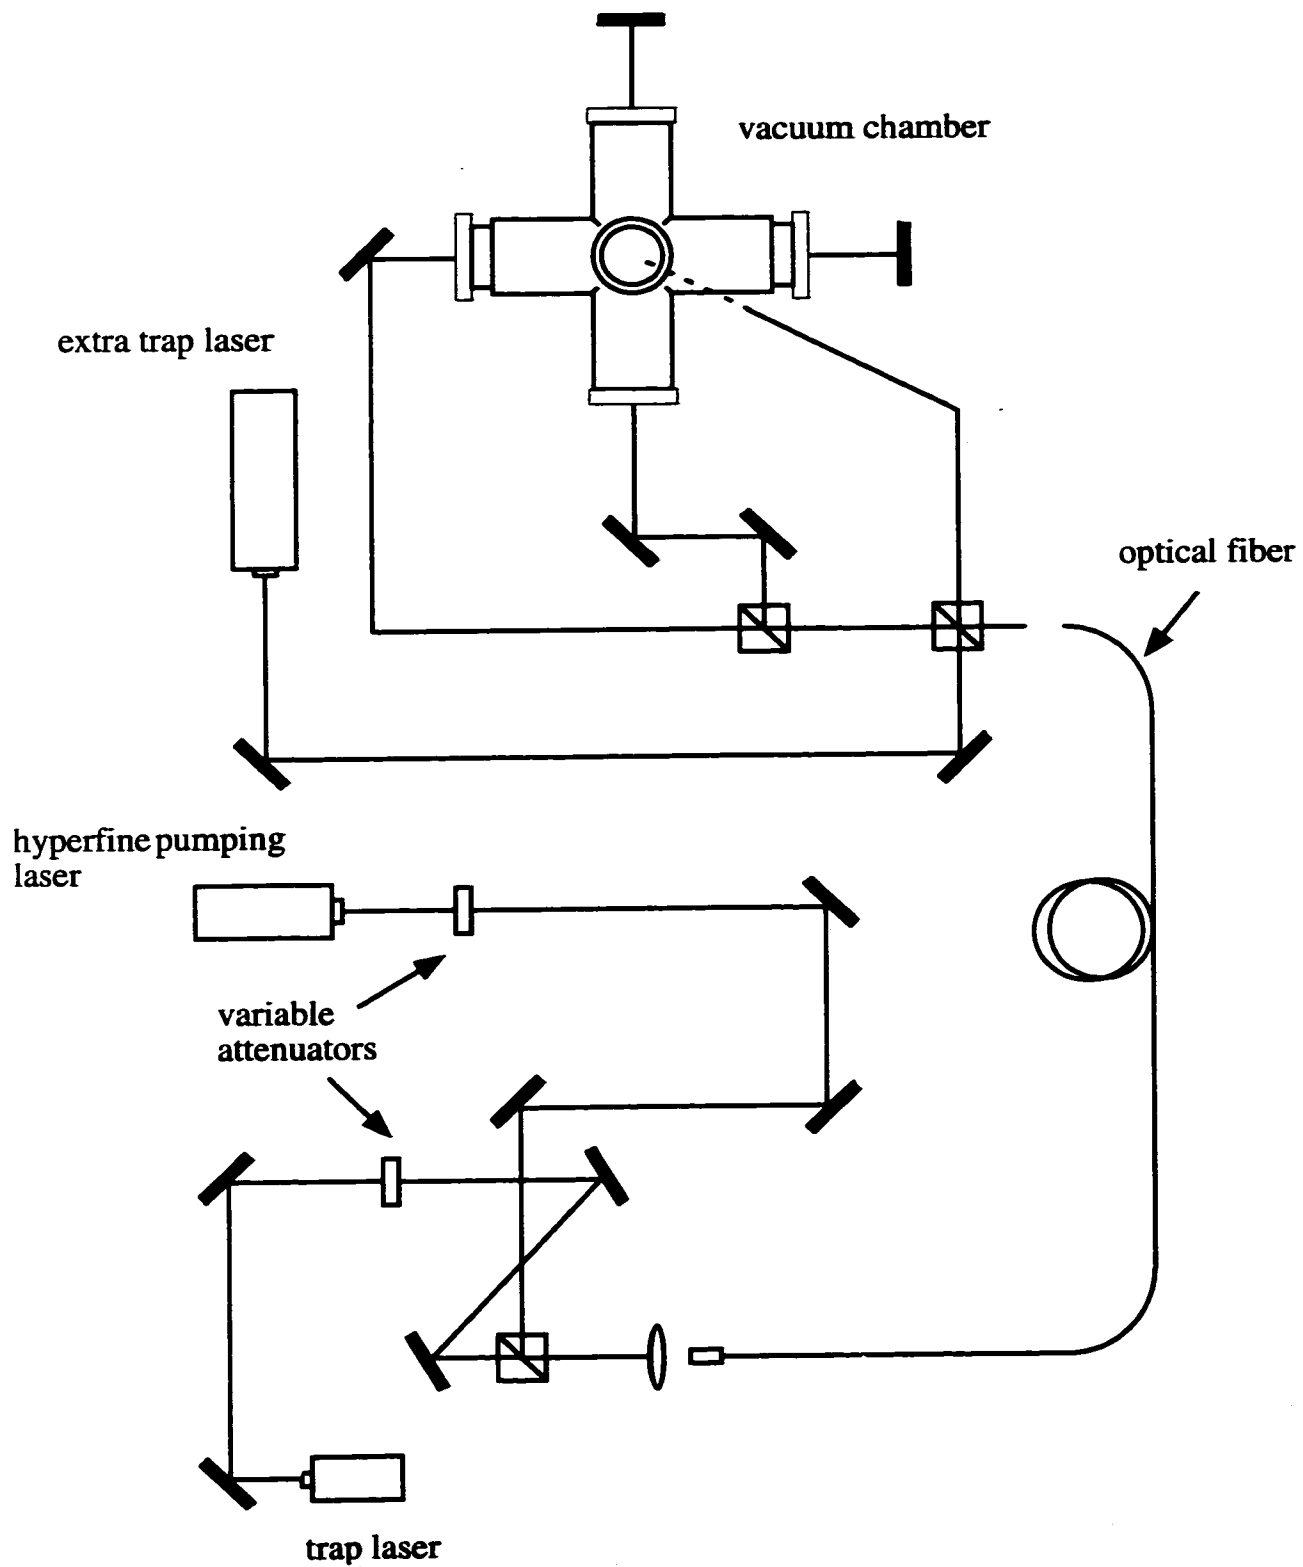 vacuum chamber
extra trap laser
optical fiber
hyperfine pumping
laser
variable
attenuators
trap laser